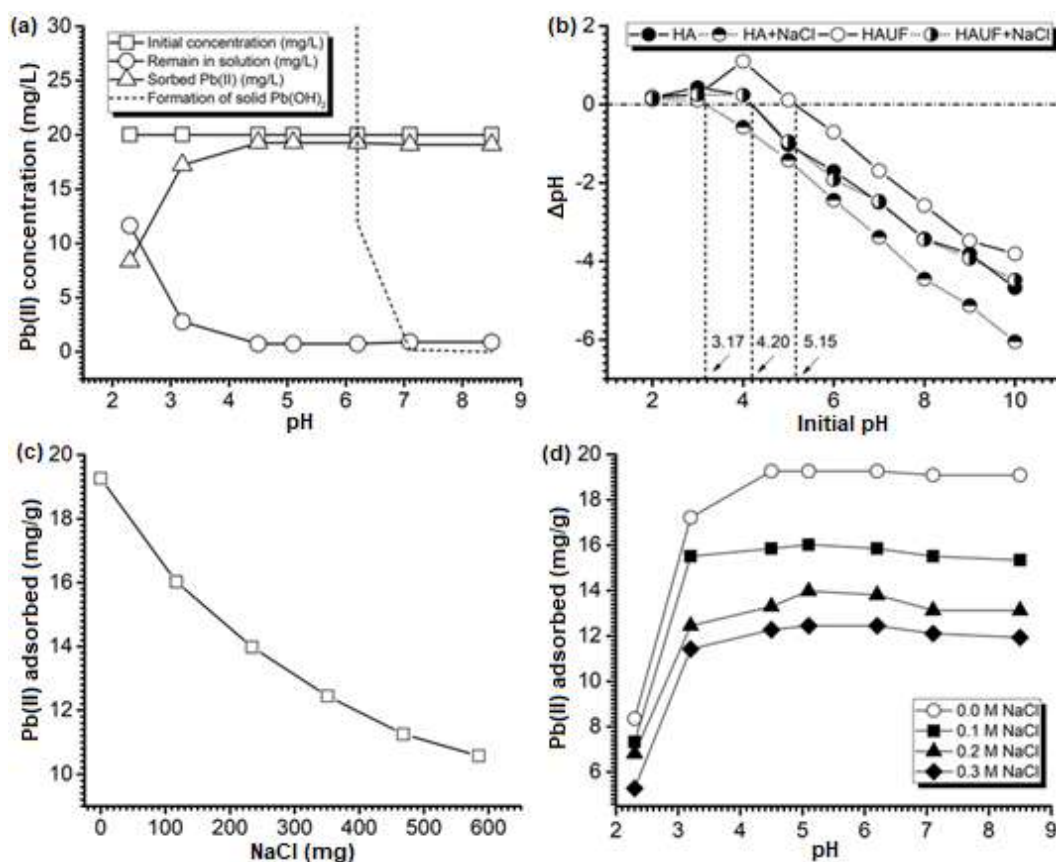 (a)
30
25
20
15
10
5
0
Pb(II) concentration (mg/L)
Initial concentration (mg/L)
Remain in solution (mg/L)
Sorbed Pb(II) (mg/L)
Formation of solid Pb(OH)2
2 3 4 5 6 7 8 9
pH
(b)
HA HA+NaCl HAUF HAUF+NaCl
4
2
0
-2
-4
-6
ΔpH
3.17 4.20 5.15
2 4 6 8 10
Initial pH
(c)
20
18
16
14
12
10
Pb(II) adsorbed (mg/g)
0 100 200 300 400 500 600
NaCl (mg)
(d)
20
18
16
14
12
10
8
6
Pb(II) adsorbed (mg/g)
0.0 M NaCl
0.1 M NaCl
0.2 M NaCl
0.3 M NaCl
2 3 4 5 6 7 8 9
pH